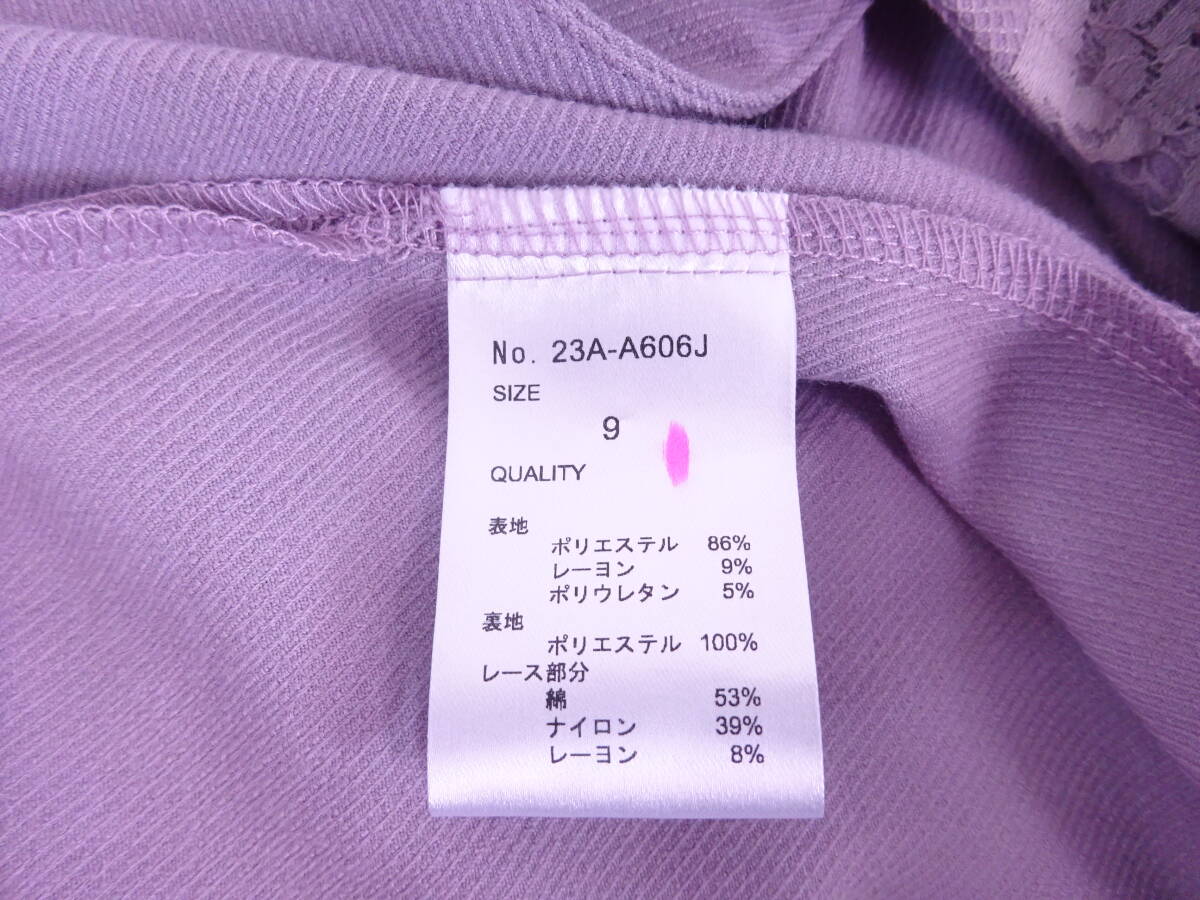 No. 23A-A606J
SIZE
9
QUALITY
表地
ポリエステル 86%
レーヨン 9%
ポリウレタン 5%
裏地
ポリエステル 100%
レース部分
綿 53%
ナイロン 39%
レーヨン 8%